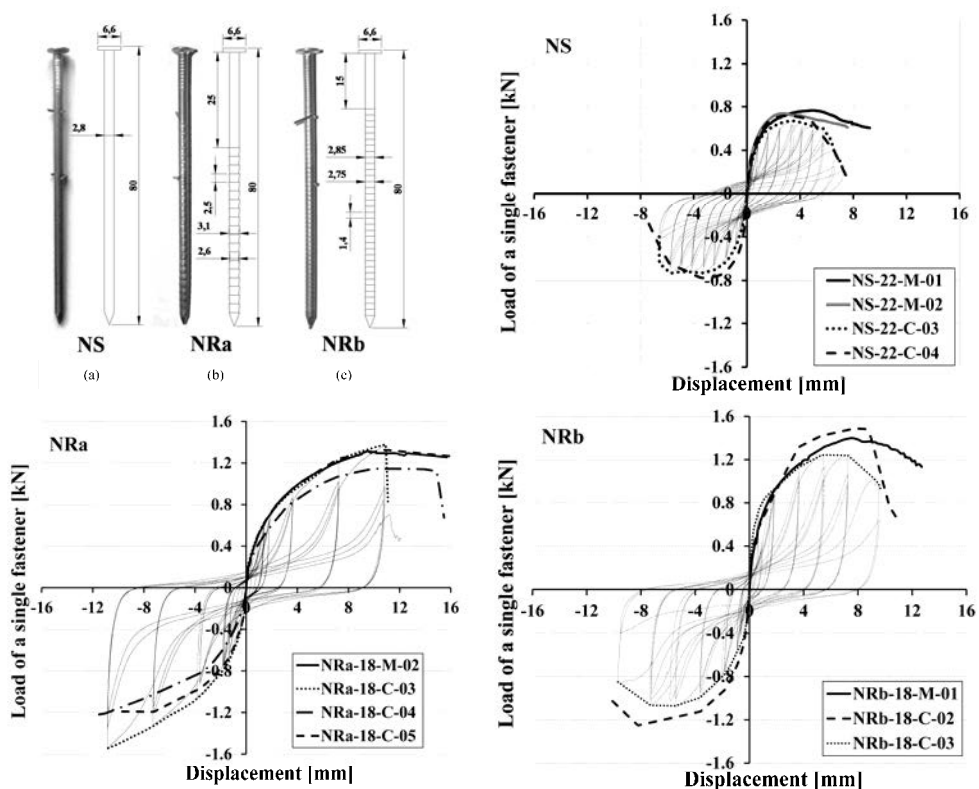 6,6
6,6
6,6
2,8
80
25
2,5
3,1
2,6
80
15
2,85
2,75
1,4
80
NS
NRa
NRb
(a)
(b)
(c)
NS
Load of a single fastener [kN]
1.6
1.2
0.8
0.4
0
-0.4
-0.8
-1.2
-1.6
-16 -12 -8 -4 0 4 8 12 16
Displacement [mm]
NS-22-M-01
NS-22-M-02
NS-22-C-03
NS-22-C-04
NRa
Load of a single fastener [kN]
1.6
1.2
0.8
0.4
0
-0.4
-0.8
-1.2
-1.6
-16 -12 -8 -4 0 4 8 12 16
Displacement [mm]
NRa-18-M-02
NRa-18-C-03
NRa-18-C-04
NRa-18-C-05
NRb
Load of a single fastener [kN]
1.6
1.2
0.8
0.4
0
-0.4
-0.8
-1.2
-1.6
-16 -12 -8 -4 0 4 8 12 16
Displacement [mm]
NRb-18-M-01
NRb-18-C-02
NRb-18-C-03